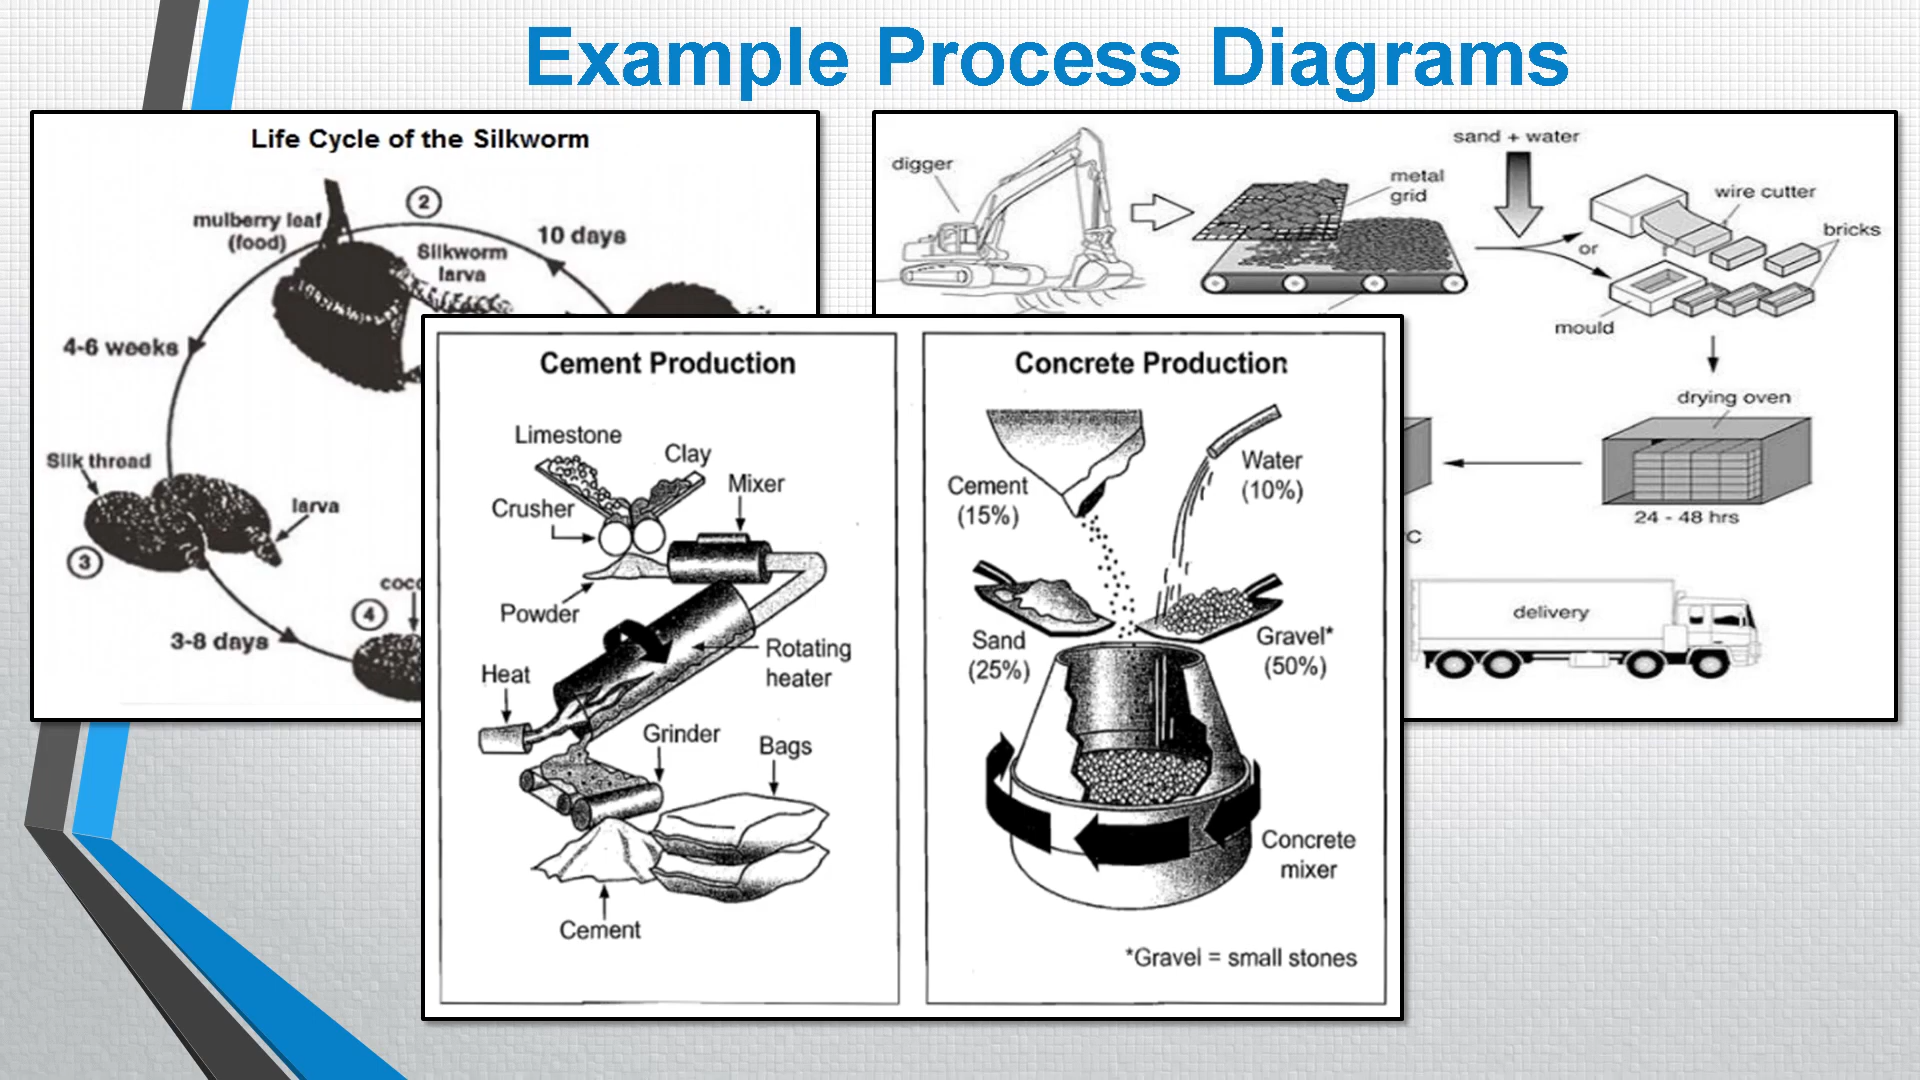 Example Process Diagrams
Life Cycle of the Silkworm
2
mulberry leaf
(food)
10 days
Silkworm
larva
4-6 weeks
Silk thread
larva
3
4
3-8 days
digger
metal
grid
sand + water
wire cutter
bricks
or
mould
drying oven
24 - 48 hrs
C
delivery
Cement Production
Limestone
Clay
Mixer
Crusher
Powder
Rotating
heater
Heat
Grinder
Bags
Cement
Concrete Production
Cement
(15%)
Water
(10%)
Sand
(25%)
Gravel*
(50%)
Concrete
mixer
*Gravel = small stones